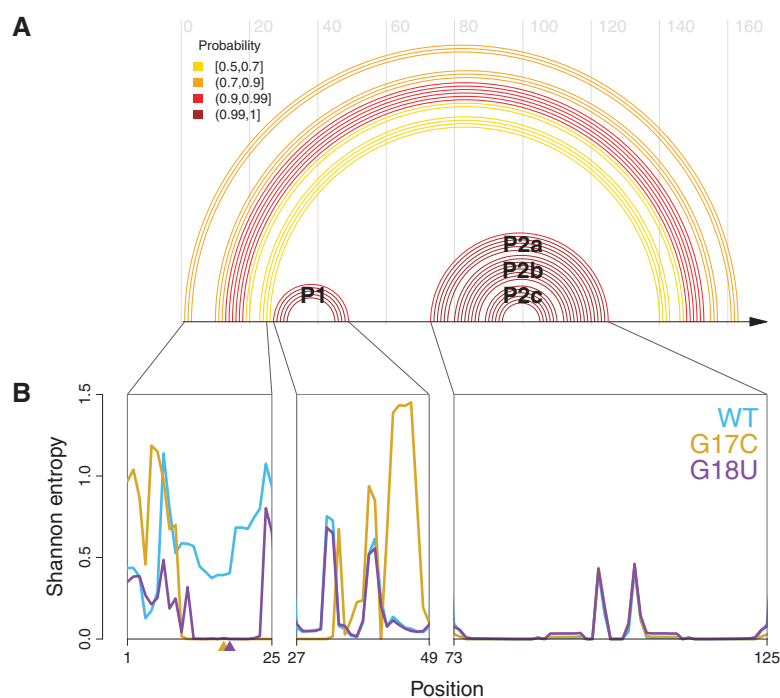 A
0 20 40 60 80 100 120 140 160
Probability
[0.5,0.7]
(0.7,0.9]
(0.9,0.99]
(0.99,1]
P2a
P2b
P1
P2c
B
Shannon entropy
1.5
1.0
0.5
0.0
WT
G17C
G18U
1 25 27 49 73 125
Position